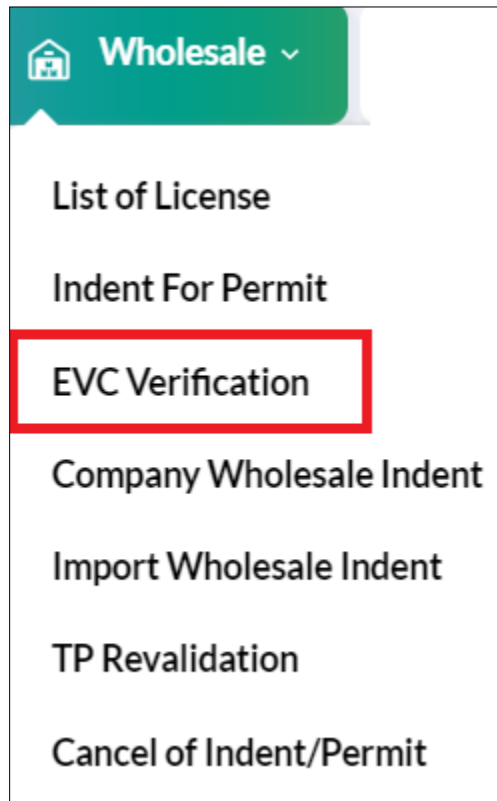 Wholesale
List of License
Indent For Permit
EVC Verification
Company Wholesale Indent
Import Wholesale Indent
TP Revalidation
Cancel of Indent/Permit